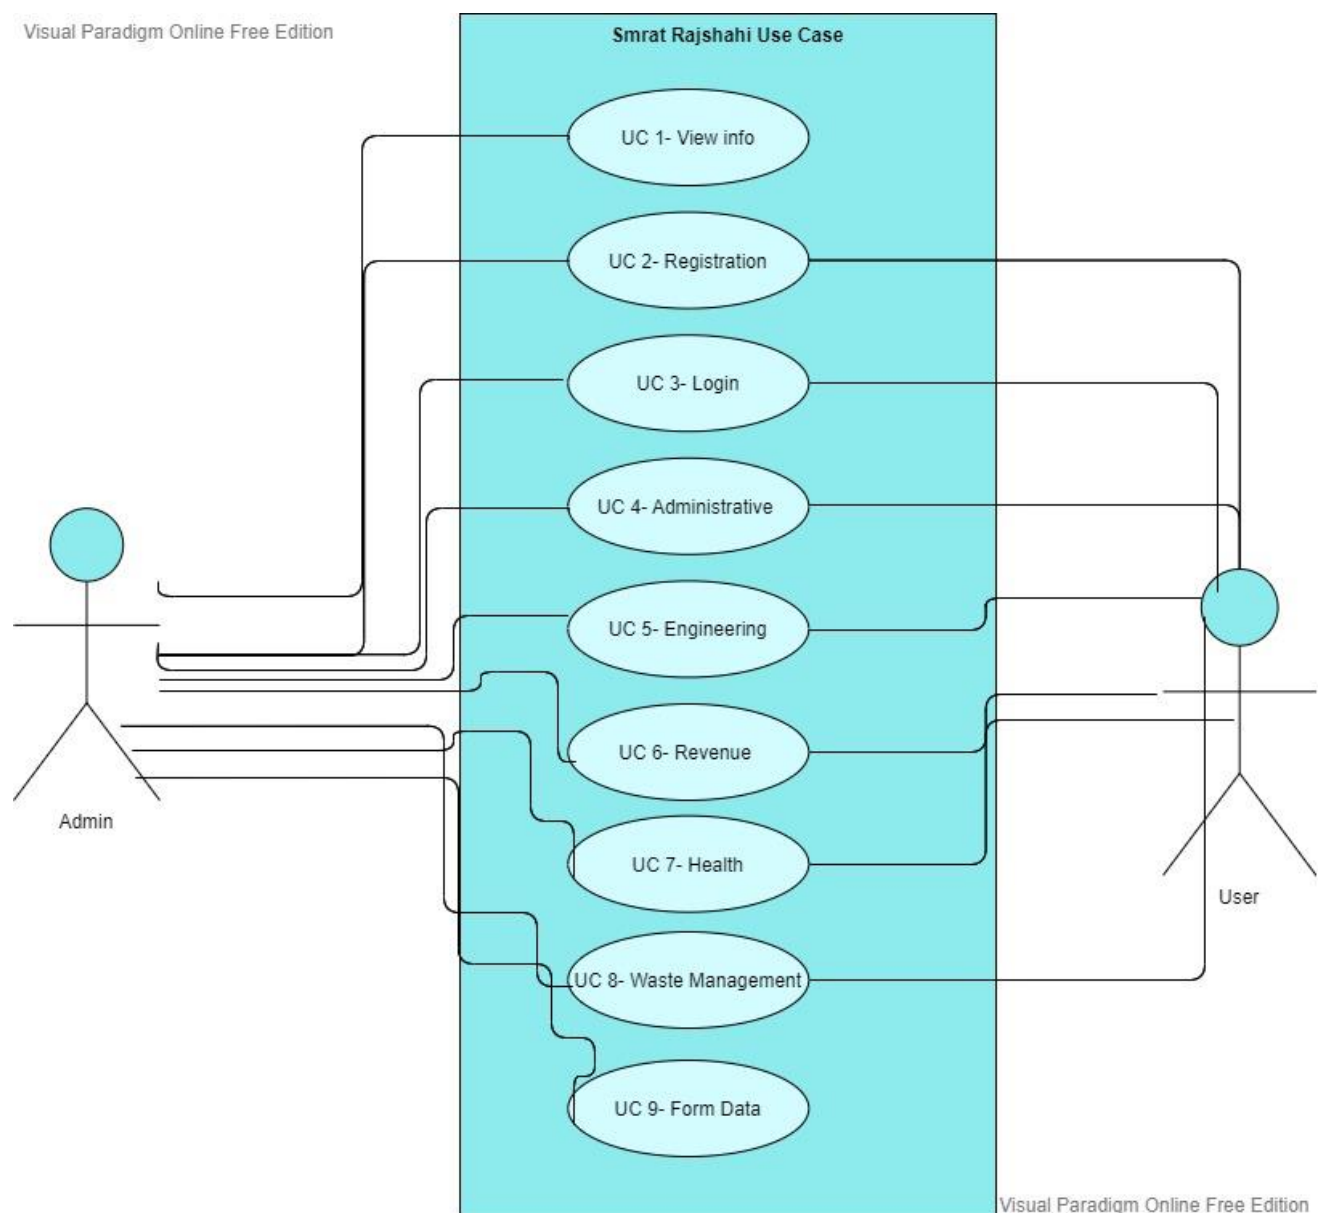 Visual Paradigm Online Free Edition
Smrat Rajshahi Use Case
UC 1- View info
UC 2- Registration
UC 3- Login
UC 4- Administrative
UC 5- Engineering
UC 6- Revenue
Admin
UC 7- Health
User
UC 8- Waste Management
UC 9- Form Data
Visual Paradigm Online Free Edition